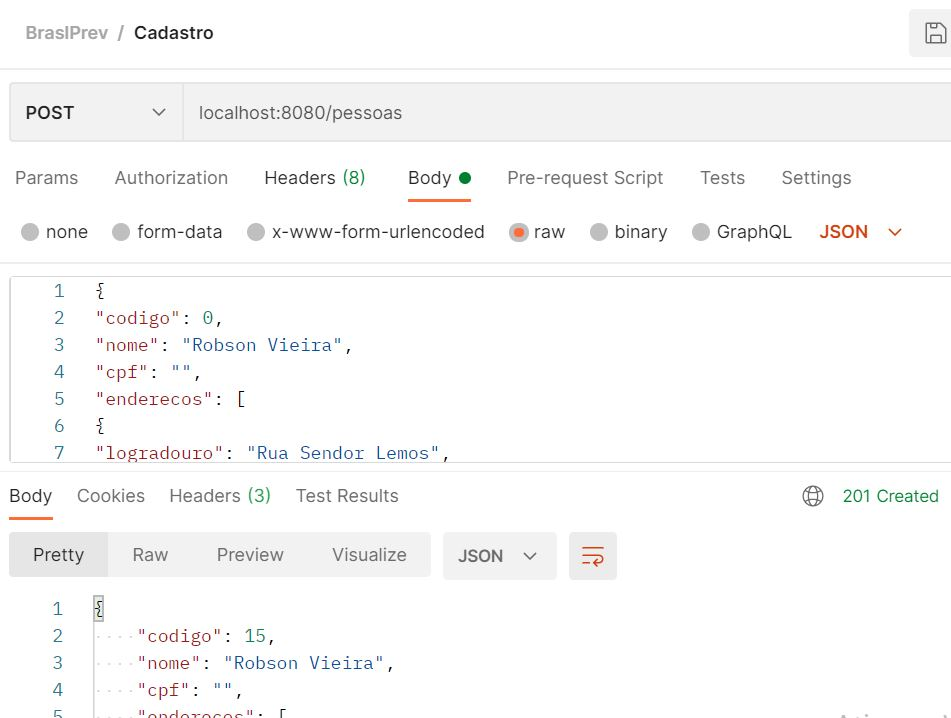 BraslPrev / Cadastro
POST localhost:8080/pessoas
Params Authorization Headers (8) Body Pre-request Script Tests Settings
none form-data x-www-form-urlencoded raw binary GraphQL JSON
1 {
2 "codigo": 0,
3 "nome": "Robson Vieira",
4 "cpf": "",
5 "enderecos": [
6 {
7 "logradouro": "Rua Sendor Lemos",
Body Cookies Headers (3) Test Results 201 Created
Pretty Raw Preview Visualize JSON
1 {
2 "codigo": 15,
3 "nome": "Robson Vieira",
4 "cpf": "",
5 "enderecos": [